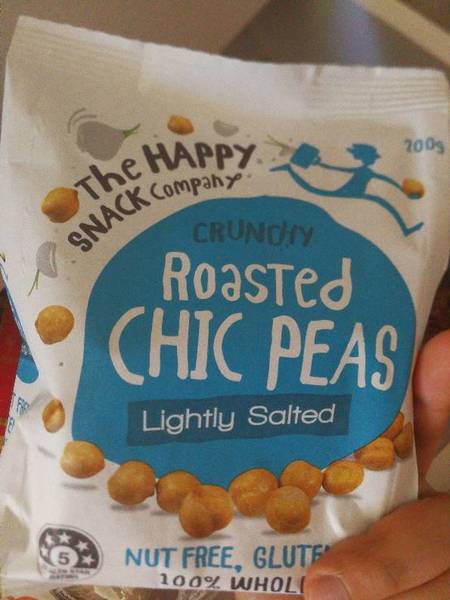 The HAPPY
SNACK Company
200g
CRUNCHY
Roasted
CHIC PEAS
Lightly Salted
5
NUT FREE, GLUTE
100% WHOL